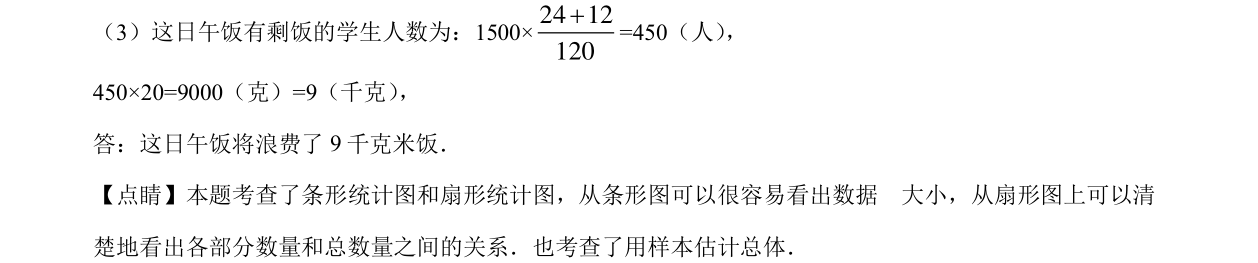 （3）这日午饭有剩饭的学生人数为：1500×\frac{24+12}{120}=450（人），
450×20=9000（克）=9（千克），
答：这日午饭将浪费了 9 千克米饭．
【点睛】本题考查了条形统计图和扇形统计图，从条形图可以很容易看出数据　大小，从扇形图上可以清
楚地看出各部分数量和总数量之间的关系．也考查了用样本估计总体．